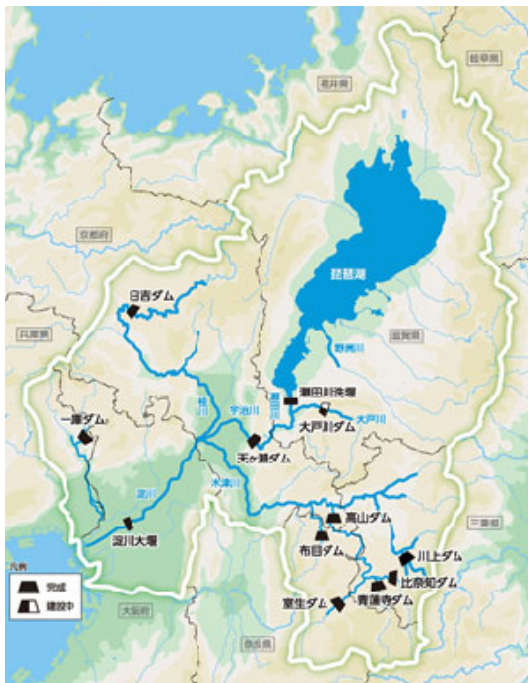 岐阜県
福井県
京都府
琵琶湖
日吉ダム
兵庫県
滋賀県
野洲川
瀬田川洗堰
桂川
宇治川
瀬田川
大戸川
大戸川ダム
一庫ダム
天ヶ瀬ダム
淀川
木津川
高山ダム
淀川大堰
布目ダム
三重県
川上ダム
比奈知ダム
青蓮寺ダム
室生ダム
凡例
完成
建設中
大阪府
奈良県